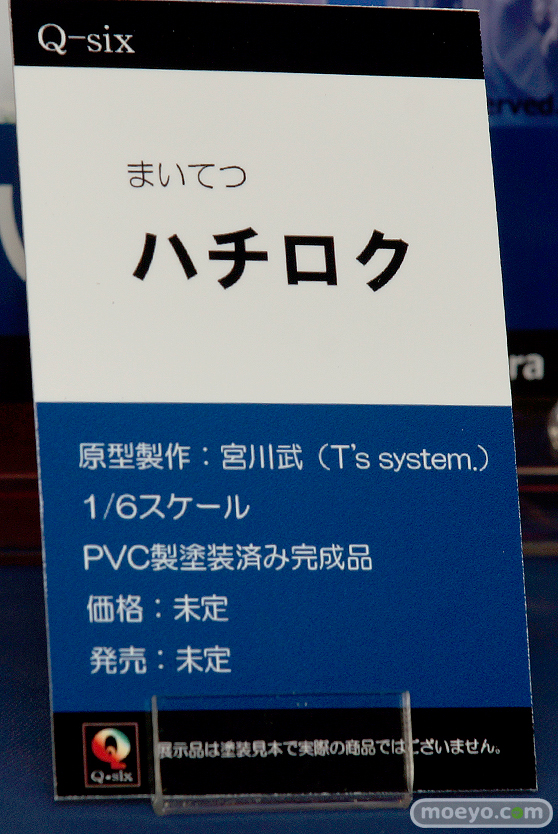 Q-six
erved.
まいてつ
ハチロク
ra
原型製作：宮川武（T's system.）
1/6スケール
PVC製塗装済み完成品
価格：未定
発売：未定
展示品は塗装見本で実際の商品ではございません。
Q•six
moeyo.com